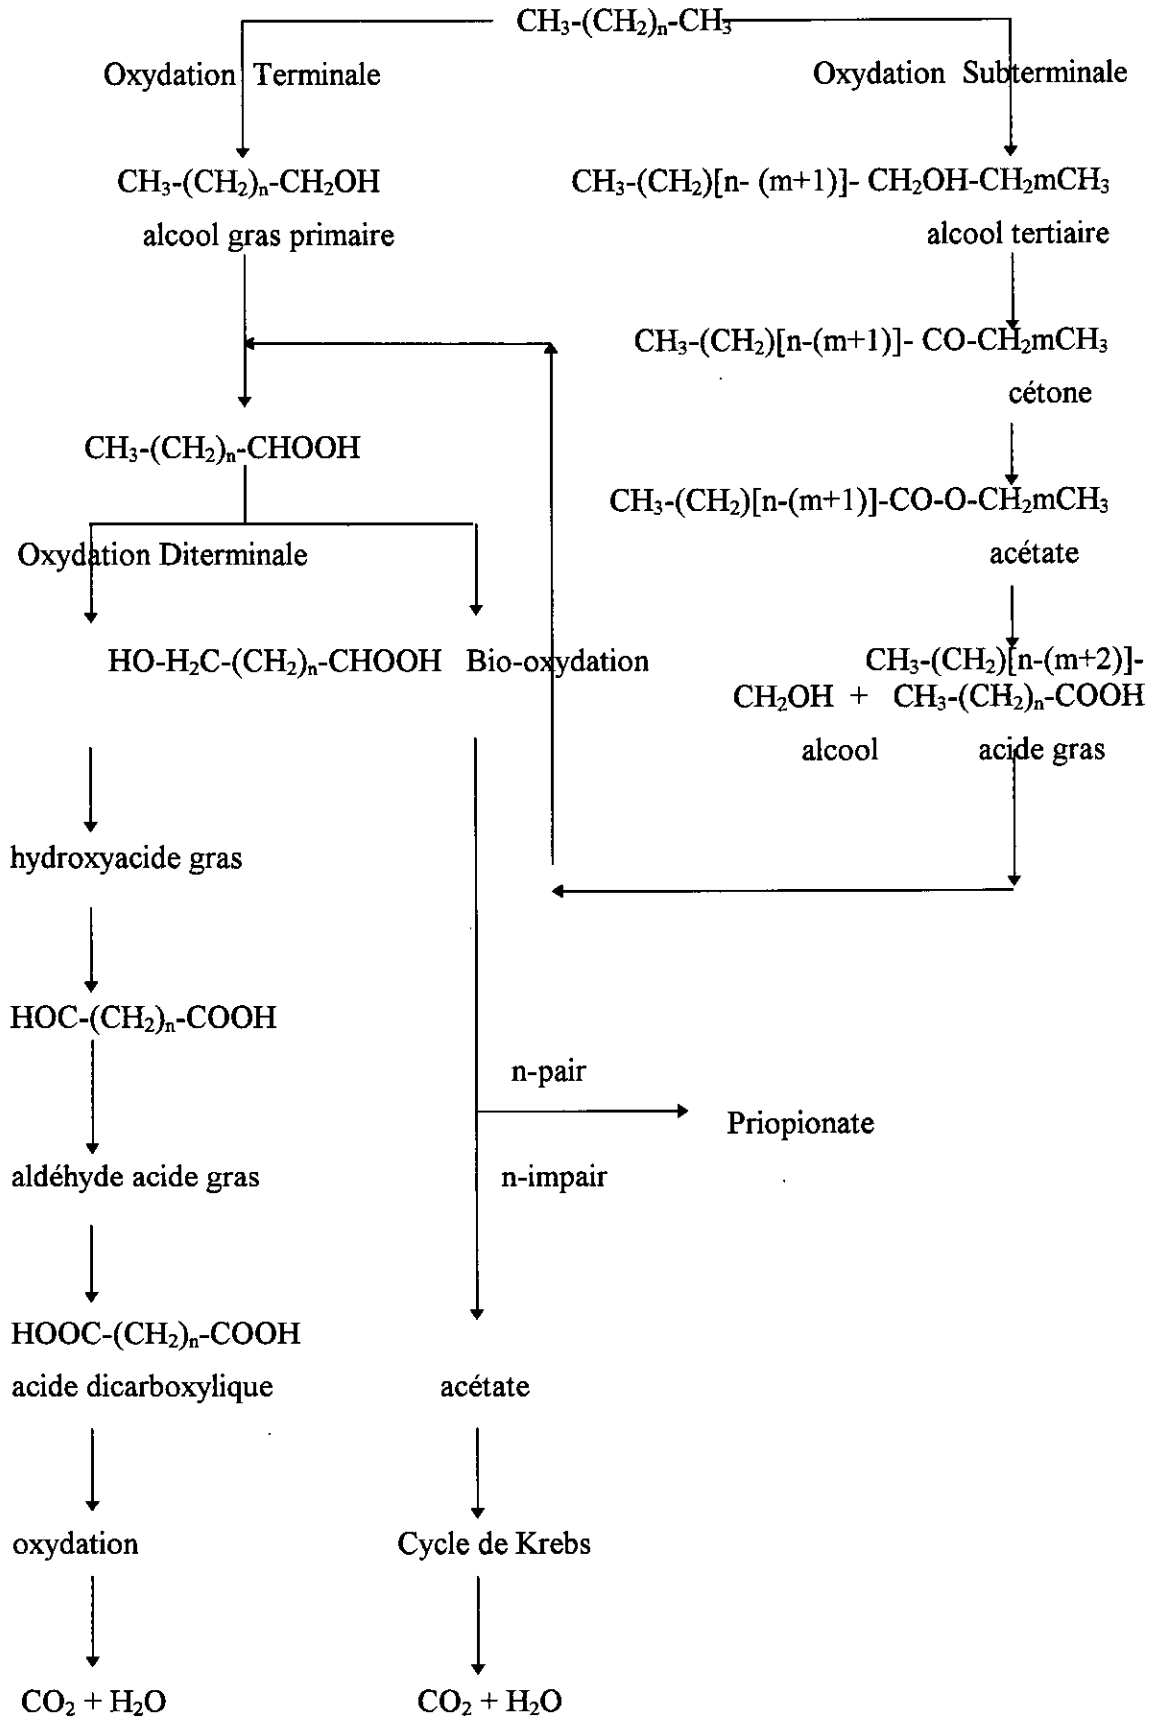 CH₃-(CH₂)ₙ-CH₃
Oxydation Terminale
Oxydation Subterminale
CH₃-(CH₂)ₙ-CH₂OH
CH₃-(CH₂)[n- (m+1)]- CH₂OH-CH₂mCH₃
alcool gras primaire
alcool tertiaire
CH₃-(CH₂)[n-(m+1)]- CO-CH₂mCH₃
cétone
CH₃-(CH₂)ₙ-CHOOH
CH₃-(CH₂)[n-(m+1)]-CO-O-CH₂mCH₃
Oxydation Diterminale
acétate
HO-H₂C-(CH₂)ₙ-CHOOH Bio-oxydation
CH₃-(CH₂)[n-(m+2)]-
CH₂OH + CH₃-(CH₂)ₙ-COOH
alcool acide gras
hydroxyacide gras
HOC-(CH₂)ₙ-COOH
n-pair
Priopionate
aldéhyde acide gras
n-impair
HOOC-(CH₂)ₙ-COOH
acide dicarboxylique
acétate
oxydation
Cycle de Krebs
CO₂ + H₂O
CO₂ + H₂O